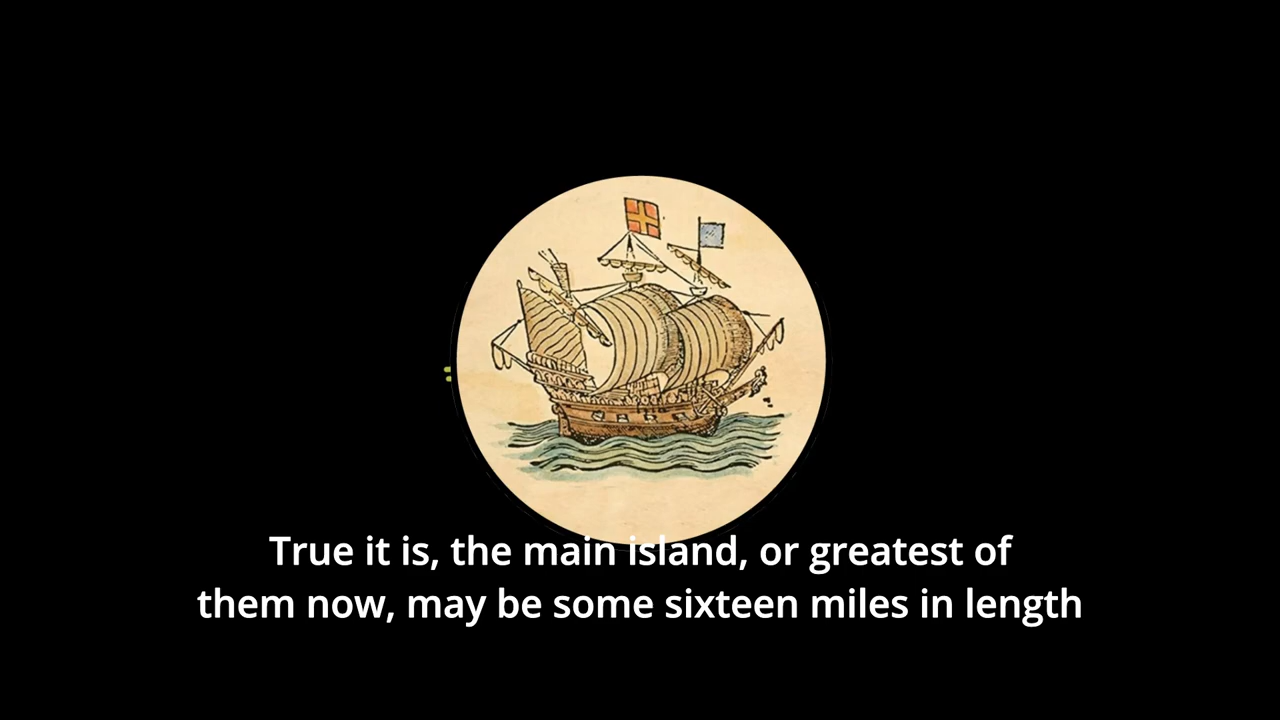 True it is, the main island, or greatest of
them now, may be some sixteen miles in length